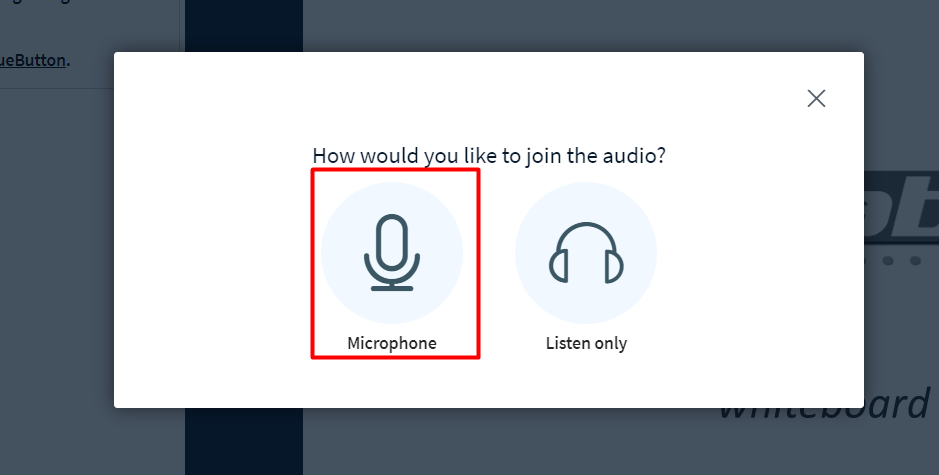 ueButton.
How would you like to join the audio?
Microphone
Listen only
whiteboard